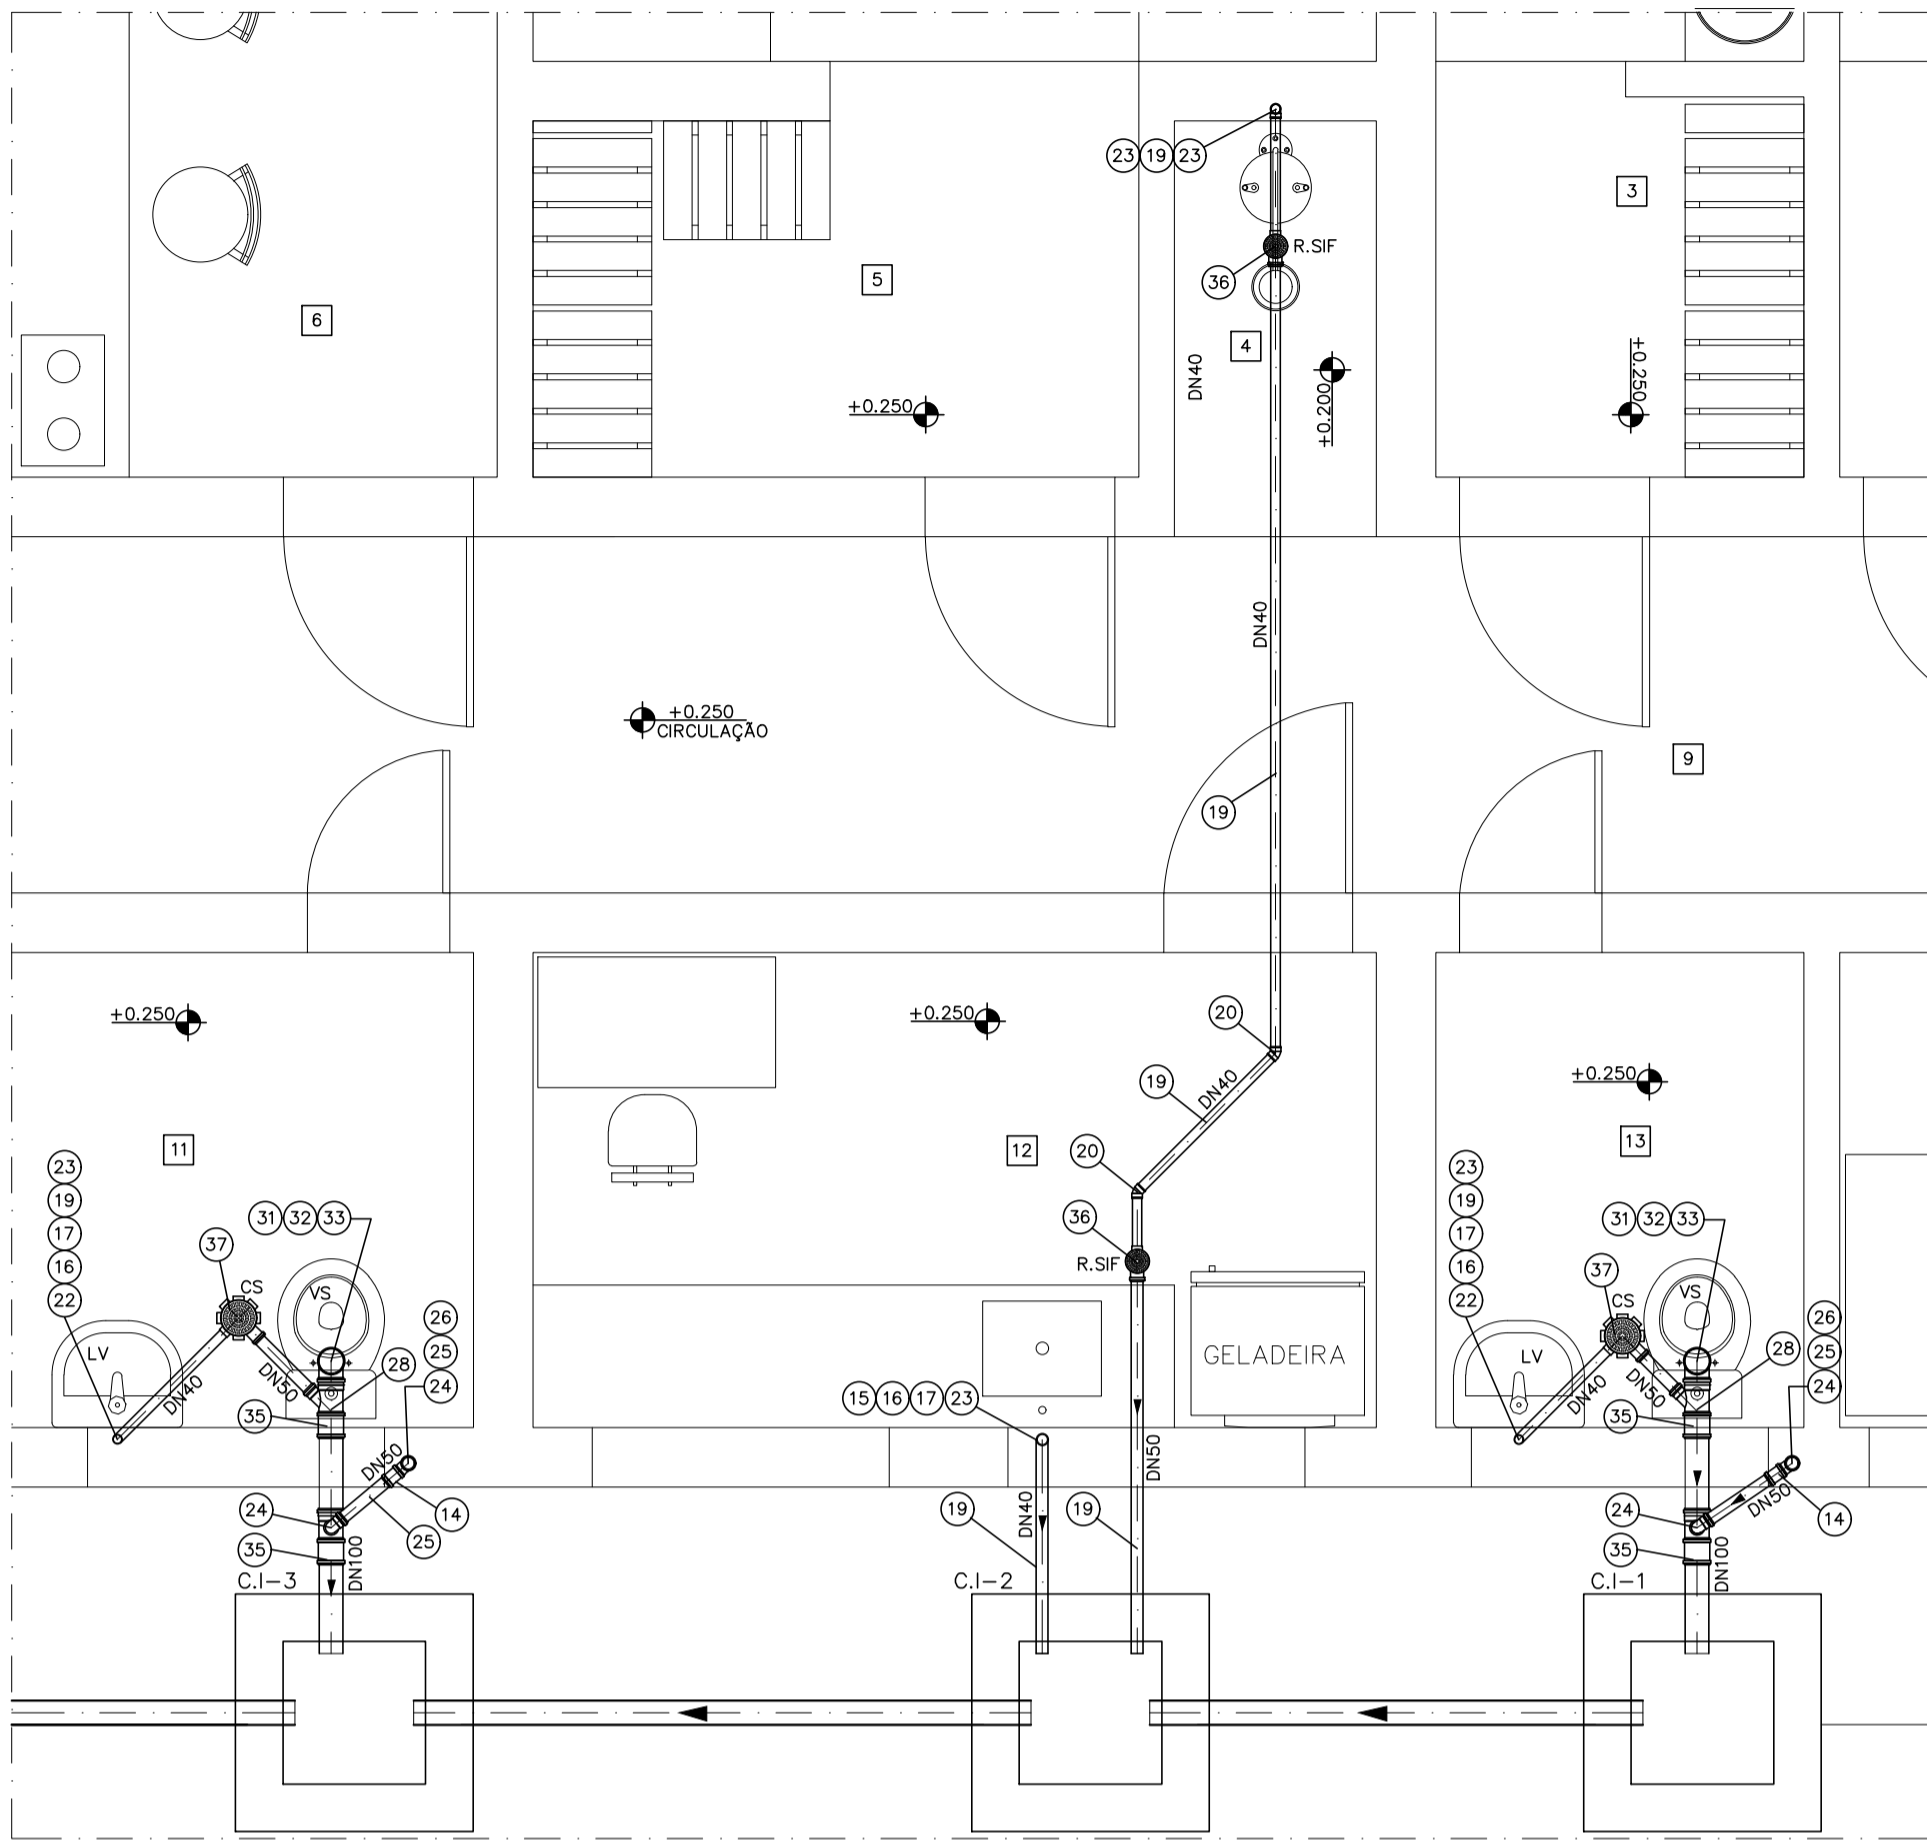 23 19 23
3
R.SIF
36
5
6
4
DN40
+0.250
+0.200
+0.250
DN40
+0.250
CIRCULAÇÃO
9
19
+0.250
+0.250
20
+0.250
19
DN40
11
12
20
13
23
19
17
16
22
37
31 32 33
CS
VS
LV
DN40
DN50
28
26
25
24
35
DN50
14
25
24
35
DN100
C.I-3
36
R.SIF
GELADEIRA
15 16 17 23
DN50
DN40
19
19
C.I-2
23
19
17
16
22
31 32 33
37
CS
VS
LV
DN40
DN50
28
26
25
24
35
DN50
14
24
35
DN100
C.I-1